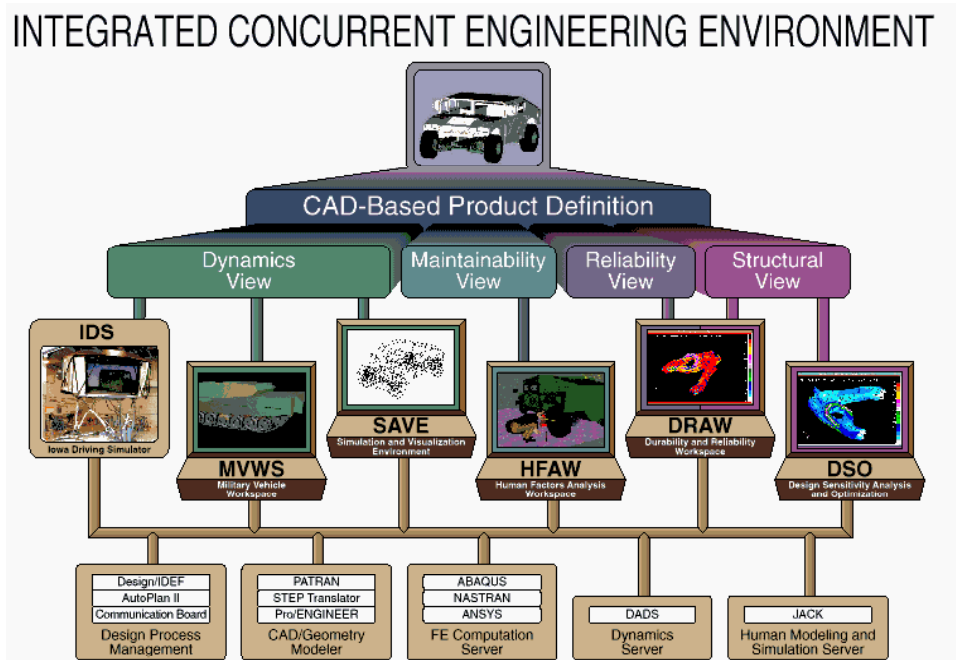 INTEGRATED CONCURRENT ENGINEERING ENVIRONMENT
CAD-Based Product Definition
Dynamics
View
Maintainability
View
Reliability
View
Structural
View
IDS
Iowa Driving Simulator
MVWS
Military Vehicle
Workspace
SAVE
Simulation and Visualization
Environment
HFAW
Human Factors Analysis
Workspace
DRAW
Durability and Reliability
Workspace
DSO
Design Sensitivity Analysis
and Optimization
Design/IDEF
AutoPlan II
Communication Board
Design Process
Management
PATRAN
STEP Translator
Pro/ENGINEER
CAD/Geometry
Modeler
ABAQUS
NASTRAN
ANSYS
FE Computation
Server
DADS
Dynamics
Server
JACK
Human Modeling and
Simulation Server